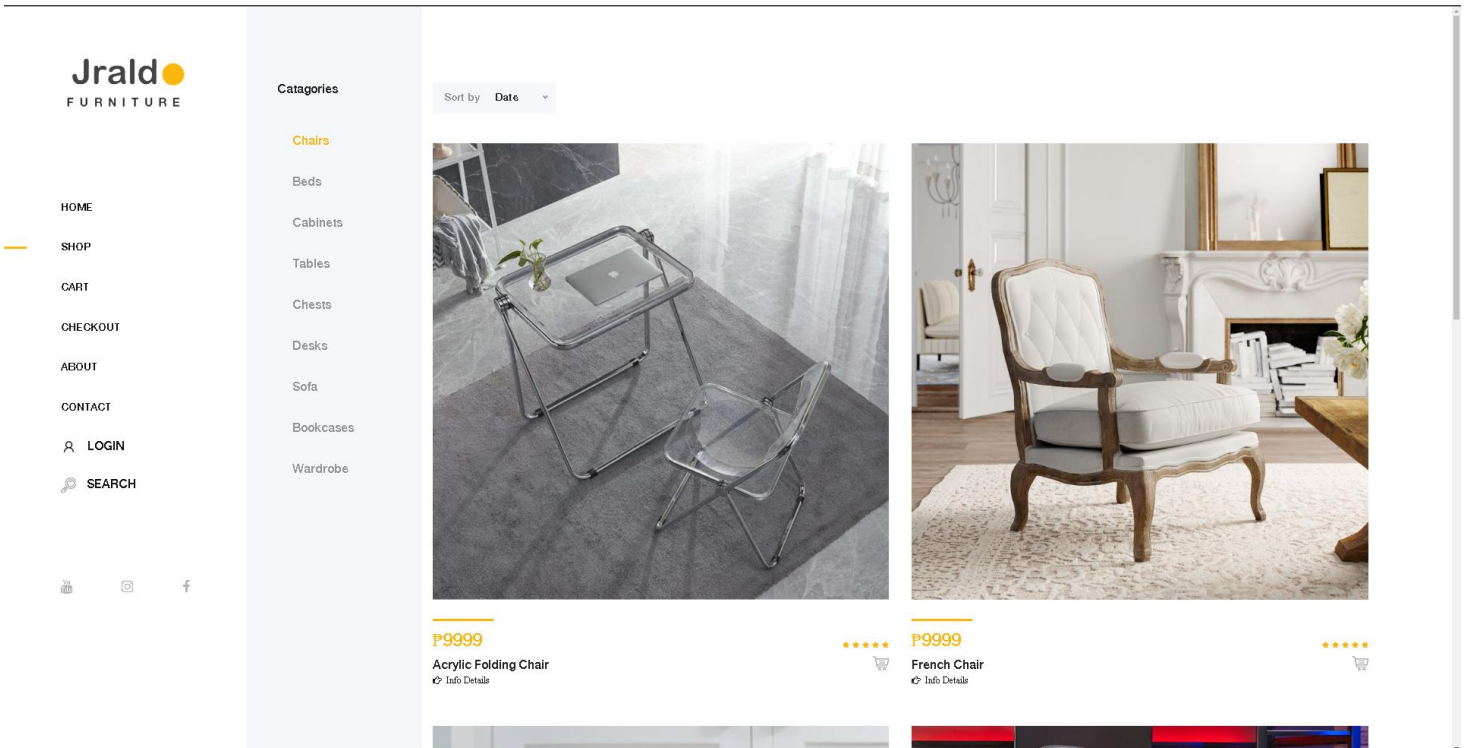 Jrald
FURNITURE
HOME
SHOP
CART
CHECKOUT
ABOUT
CONTACT
LOGIN
SEARCH
Catagories
Chairs
Beds
Cabinets
Tables
Chests
Desks
Sofa
Bookcases
Wardrobe
Sort by Date
₱9999
Acrylic Folding Chair
Info Details
₱9999
French Chair
Info Details